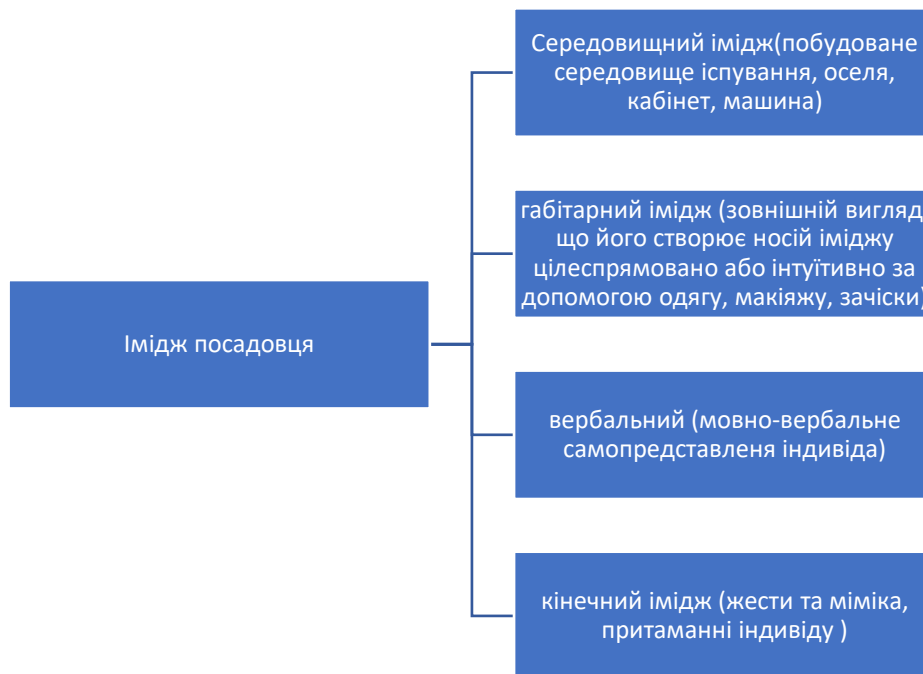 Імідж посадовця
Середовищний імідж(побудоване
середовище іспування, оселя,
кабінет, машина)
габітарний імідж (зовнішній вигляд,
що його створює носій іміджу
цілеспрямовано або інтуїтивно за
допомогою одягу, макіяжу, зачіски)
вербальний (мовно-вербальне
самопредставленя індивіда)
кінечний імідж (жести та міміка,
притаманні індивіду )